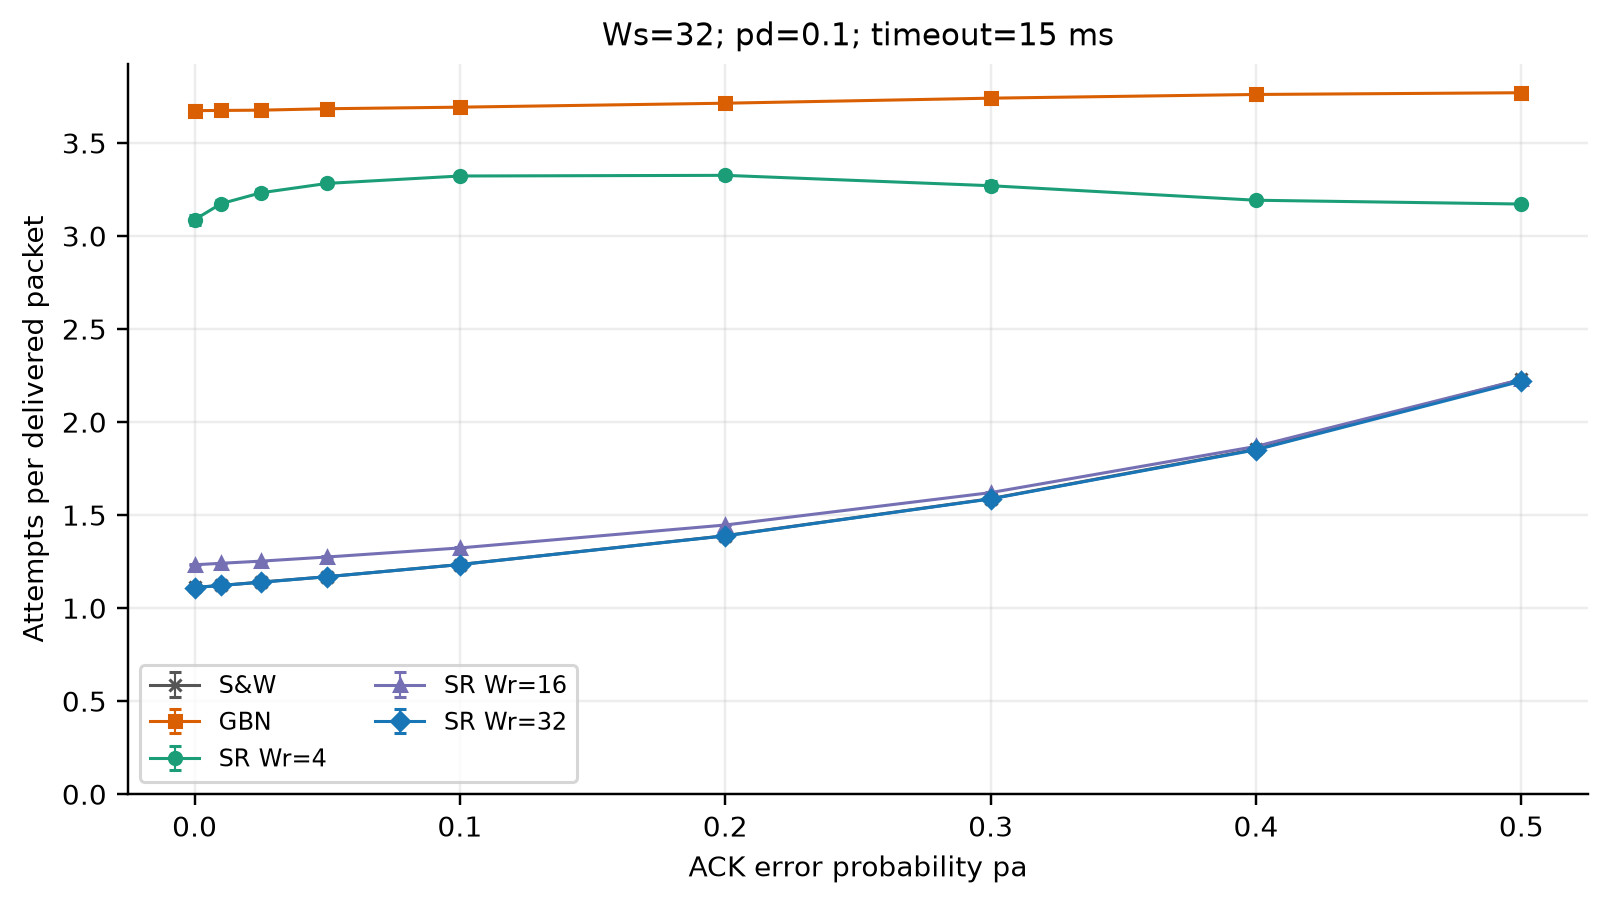 Ws=32; pd=0.1; timeout=15 ms
Attempts per delivered packet
3.5
3.0
2.5
2.0
1.5
1.0
0.5
0.0
S&W
GBN
SR Wr=4
SR Wr=16
SR Wr=32
0.0 0.1 0.2 0.3 0.4 0.5
ACK error probability pa